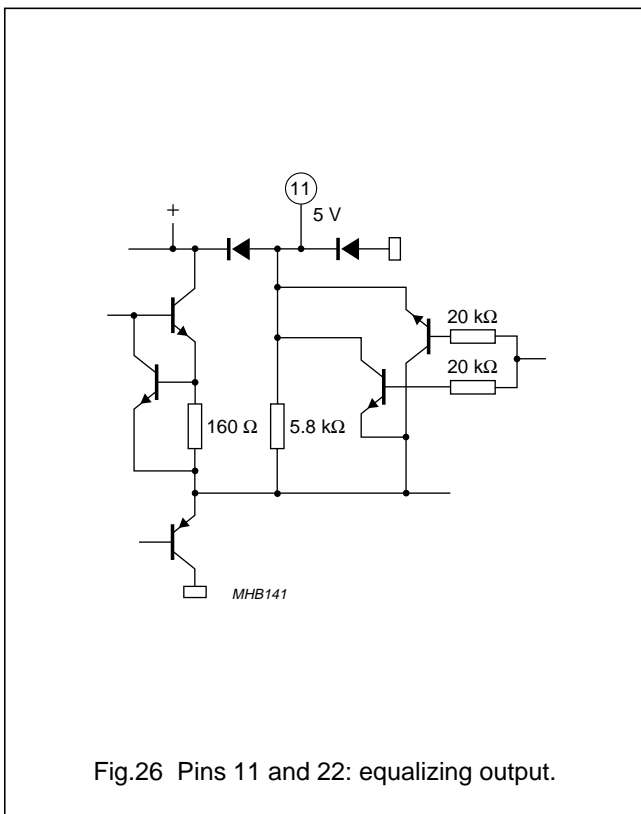 11
+
5 V
20 kΩ
20 kΩ
160 Ω
5.8 kΩ
MHB141
Fig.26 Pins 11 and 22: equalizing output.